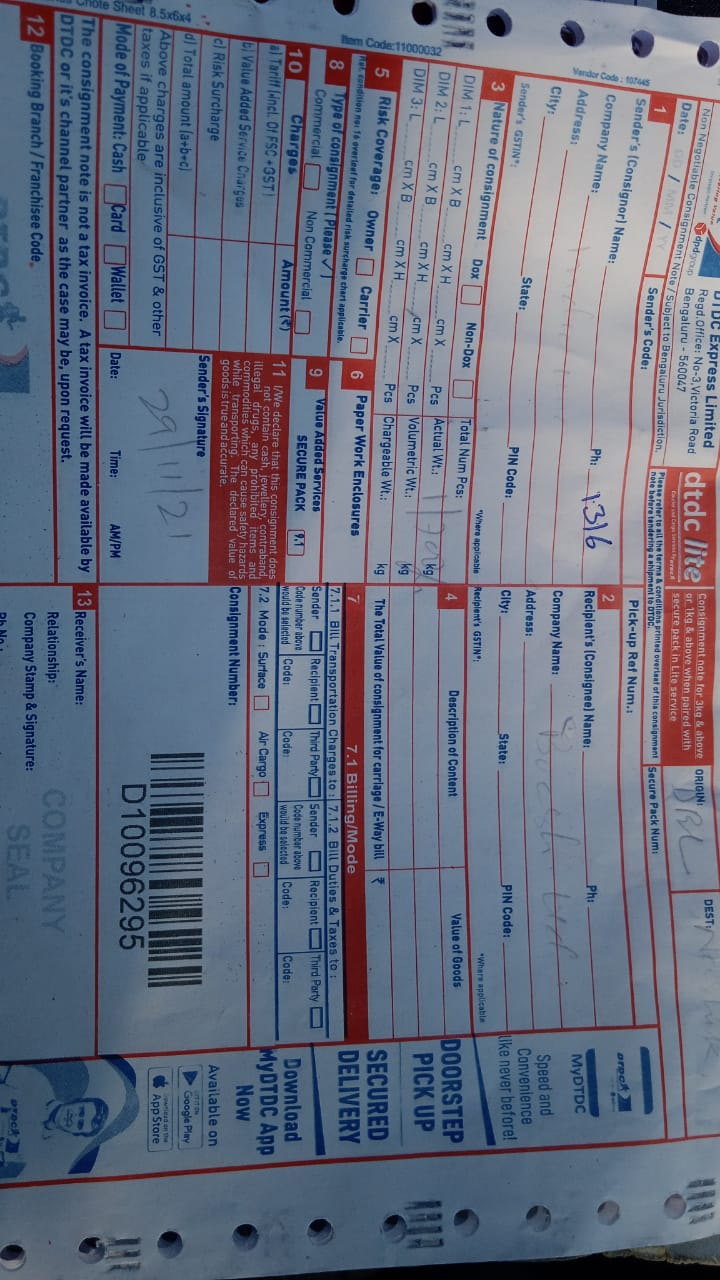 DTDC Express Limited
Regd.Office: No-3,Victoria Road
Bengaluru - 560047
dpdgroup
Non Negotiable Consignment Note / Subject to Bengaluru Jurisdiction.
dtdc lite
Consignment note for 3kg & above
or 1kg & above when paired with
secure pack in Lite service
ORIGIN:
DEST:
Please refer to all the terms & conditions printed overleaf of this consignment
note before tendering a shipment to DTDC.
Date: DD / MM / YY
Sender's Code:
Pick-up Ref Num.:
Secure Pack Num:
1 Sender's (Consignor) Name:
Ph: 1316
Company Name:
Address:
City:
State:
PIN Code:
Sender's GSTIN*:
*Where applicable
2 Recipient's (Consignee) Name:
Ph:
Company Name:
Address:
City:
State:
PIN Code:
Recipient's GSTIN*:
*Where applicable
3 Nature of consignment Dox Non-Dox
Total Num Pcs:
DIM 1: L cm X B cm X H cm X Pcs
Actual Wt.: kg
DIM 2: L cm X B cm X H cm X Pcs
Volumetric Wt.: kg
DIM 3: L cm X B cm X H cm X Pcs
Chargeable Wt.: kg
4 Description of Content
Value of Goods
The Total Value of consignment for carriage / E-Way bill ₹
5 Risk Coverage: Owner Carrier
6 Paper Work Enclosures
7 7.1 Billing/Mode
7.1.1 Bill Transportation Charges to :
7.1.2 Bill Duties & Taxes to :
Sender Recipient Third Party
Sender Recipient Third Party
Code number above
would be selected
Code:
Code:
Code number above
would be selected
Code:
Code:
7.2 Mode : Surface Air Cargo Express
8 Type of consignment ( Please ✓ )
Commercial Non Commercial
9 Value Added Services
SECURE PACK 9.1
10 Charges
Amount (₹)
a) Tariff (Incl. Of FSC + GST)
b) Value Added Service Charges
c) Risk Surcharge
d) Total amount (a+b+c)
Above charges are inclusive of GST & other
taxes if applicable
Mode of Payment: Cash Card Wallet
11 I/We declare that this consignment does
not contain cash, jewellery contraband,
illegal drugs, any prohibited items and
commodities which can cause safety hazards
while transporting. The declared value of
goods is true and accurate.
Sender's Signature
29/11/21
Date: Time: AM/PM
Consignment Number:
D10096295
The consignment note is not a tax invoice. A tax invoice will be made available by
DTDC or it's channel partner as the case may be, upon request.
12 Booking Branch / Franchisee Code.
13 Receiver's Name:
Relationship:
Company Stamp & Signature:
COMPANY
SEAL
Ph No.:
MyDTDC
Speed and
Convenience
like never before!
DOORSTEP
PICK UP
SECURED
DELIVERY
Download
MyDTDC App
Now
Available on
Google Play
App Store
Item Code:11000032
Vendor Code : 107445